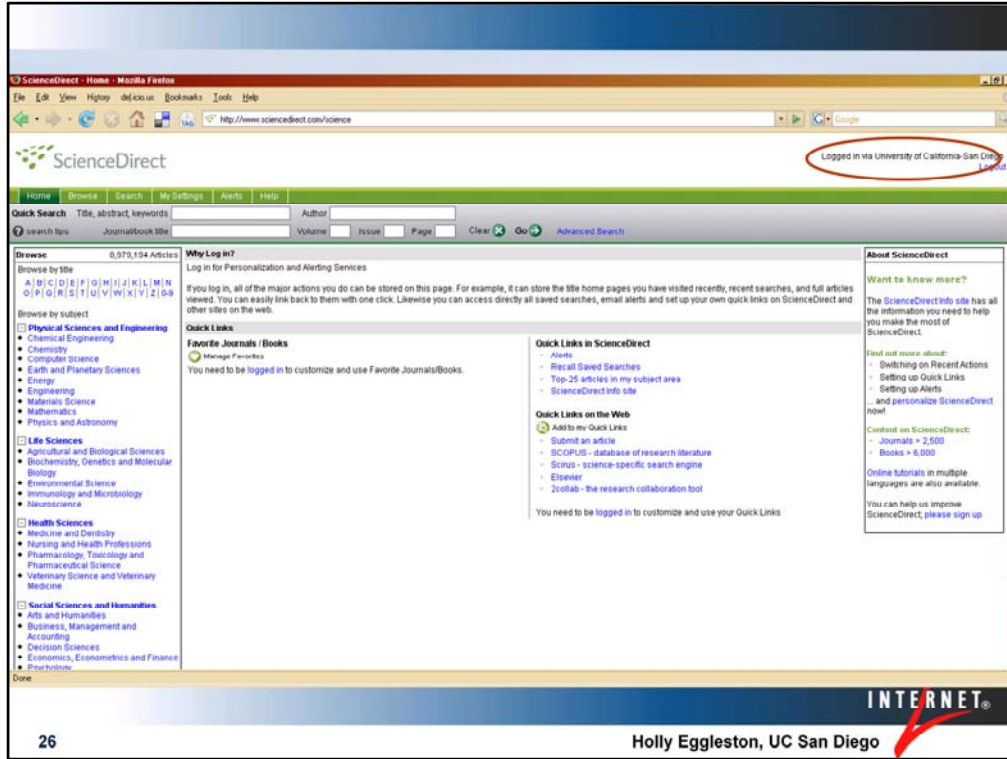 ScienceDirect - Home - Mozilla Firefox
File Edit View History del.icio.us Bookmarks Tools Help
TAG http://www.sciencedirect.com/science Google
ScienceDirect
Logged in via University of California-San Diego
Logout
Home Browse Search My Settings Alerts Help
Quick Search Title, abstract, keywords Author
search tips Journal/book title Volume Issue Page Clear Go Advanced Search
Browse 8,979,194 Articles
Browse by title
A B C D E F G H I J K L M N
O P Q R S T U V W X Y Z 0-9
Browse by subject
Physical Sciences and Engineering
Chemical Engineering
Chemistry
Computer Science
Earth and Planetary Sciences
Energy
Engineering
Materials Science
Mathematics
Physics and Astronomy
Life Sciences
Agricultural and Biological Sciences
Biochemistry, Genetics and Molecular
Biology
Environmental Science
Immunology and Microbiology
Neuroscience
Health Sciences
Medicine and Dentistry
Nursing and Health Professions
Pharmacology, Toxicology and
Pharmaceutical Science
Veterinary Science and Veterinary
Medicine
Social Sciences and Humanities
Arts and Humanities
Business, Management and
Accounting
Decision Sciences
Economics, Econometrics and Finance
Psychology
Why Log in?
Log in for Personalization and Alerting Services
If you log in, all of the major actions you do can be stored on this page. For example, it can store the title home pages you have visited recently, recent searches, and full articles
viewed. You can easily link back to them with one click. Likewise you can access directly all saved searches, email alerts and set up your own quick links on ScienceDirect and
other sites on the web.
Quick Links
Favorite Journals / Books
Manage Favorites
You need to be logged in to customize and use Favorite Journals/Books.
Quick Links in ScienceDirect
Alerts
Recall Saved Searches
Top-25 articles in my subject area
ScienceDirect Info site
Quick Links on the Web
Add to my Quick Links
Submit an article
SCOPUS - database of research literature
Scirus - science-specific search engine
Elsevier
2collab - the research collaboration tool
You need to be logged in to customize and use your Quick Links
About ScienceDirect
Want to know more?
The ScienceDirect Info site has all
the information you need to help
you make the most of
ScienceDirect.
Find out more about:
Switching on Recent Actions
Setting up Quick Links
Setting up Alerts
... and personalize ScienceDirect
now!
Content on ScienceDirect:
Journals > 2,500
Books > 6,000
Online tutorials in multiple
languages are also available.
You can help us improve
ScienceDirect; please sign up
Done
INTERNET®
26
Holly Eggleston, UC San Diego